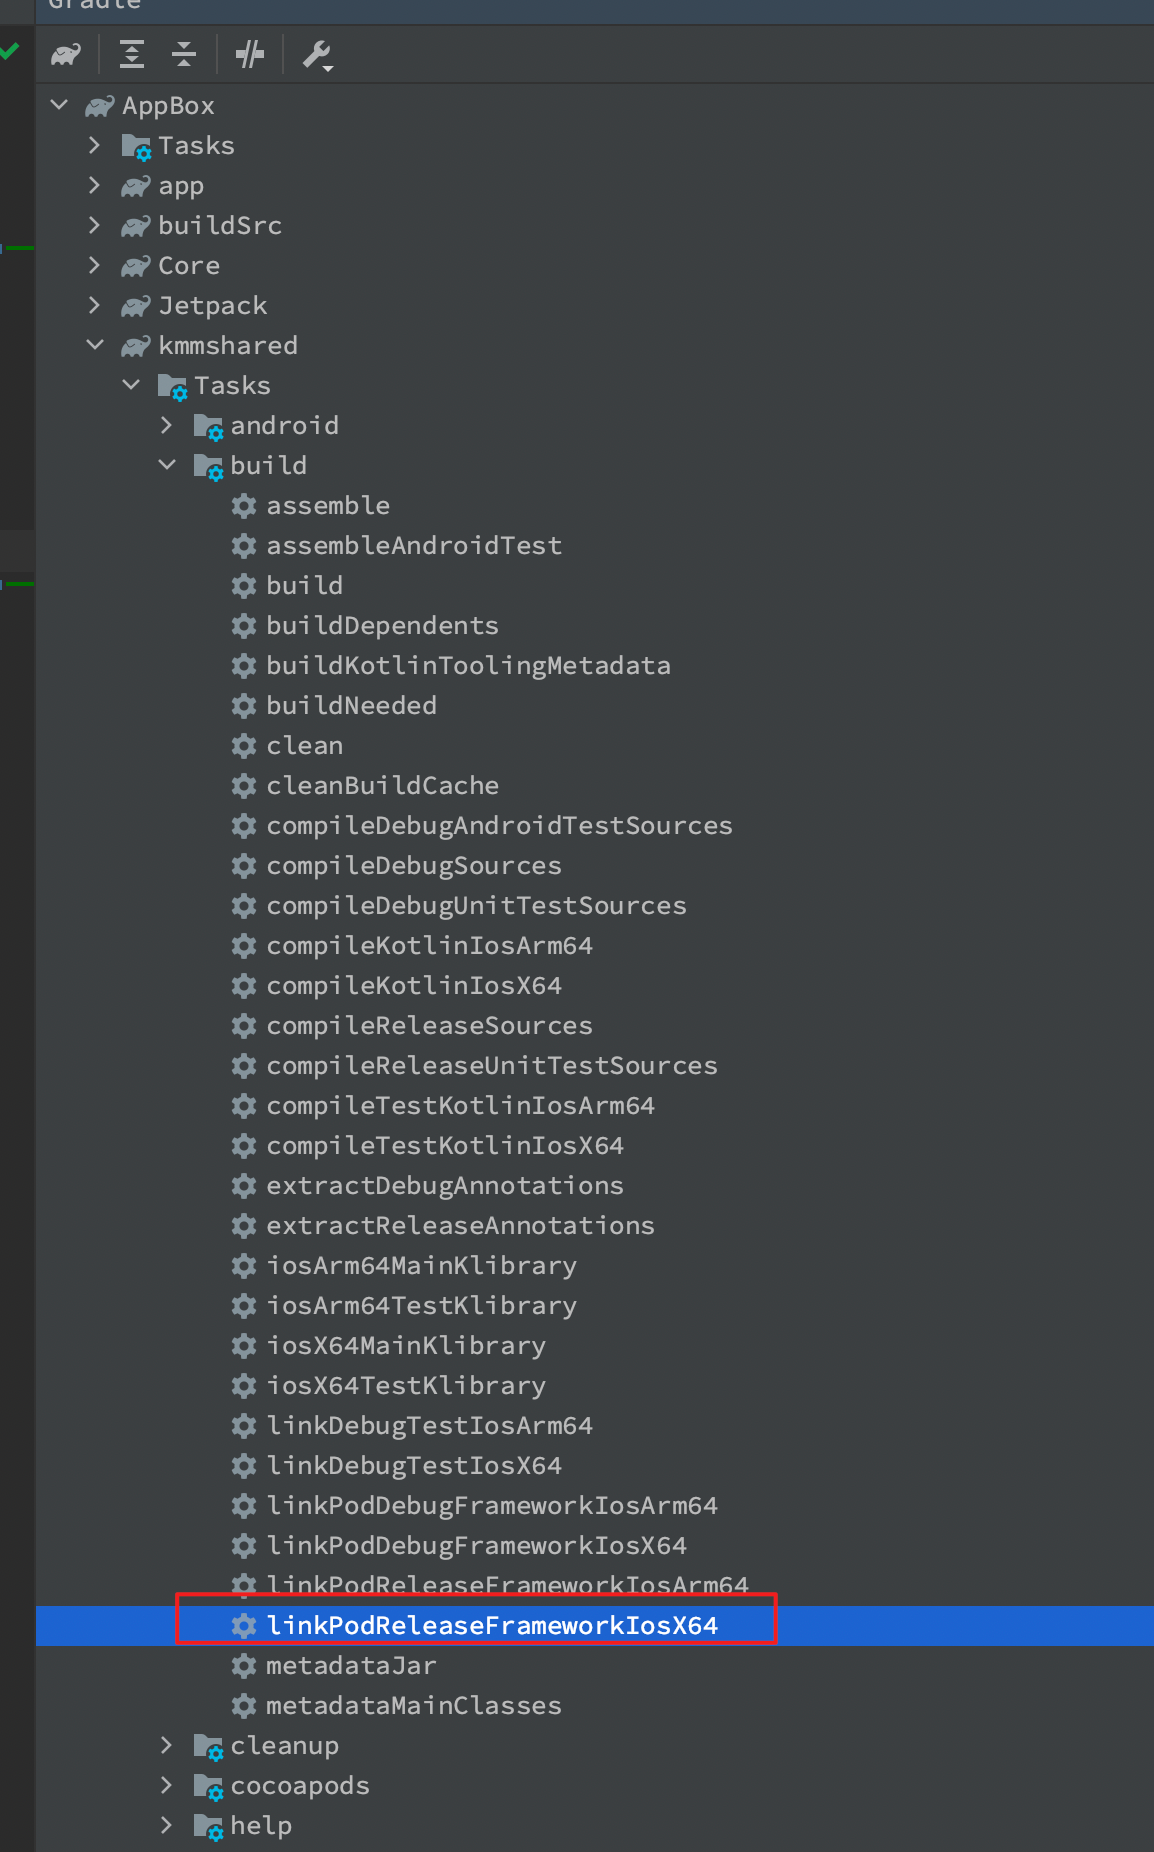 Gradle
AppBox
Tasks
app
buildSrc
Core
Jetpack
kmmshared
Tasks
android
build
assemble
assembleAndroidTest
build
buildDependents
buildKotlinToolingMetadata
buildNeeded
clean
cleanBuildCache
compileDebugAndroidTestSources
compileDebugSources
compileDebugUnitTestSources
compileKotlinIosArm64
compileKotlinIosX64
compileReleaseSources
compileReleaseUnitTestSources
compileTestKotlinIosArm64
compileTestKotlinIosX64
extractDebugAnnotations
extractReleaseAnnotations
iosArm64MainKlibrary
iosArm64TestKlibrary
iosX64MainKlibrary
iosX64TestKlibrary
linkDebugTestIosArm64
linkDebugTestIosX64
linkPodDebugFrameworkIosArm64
linkPodDebugFrameworkIosX64
linkPodReleaseFrameworkIosArm64
linkPodReleaseFrameworkIosX64
metadataJar
metadataMainClasses
cleanup
cocoapods
help